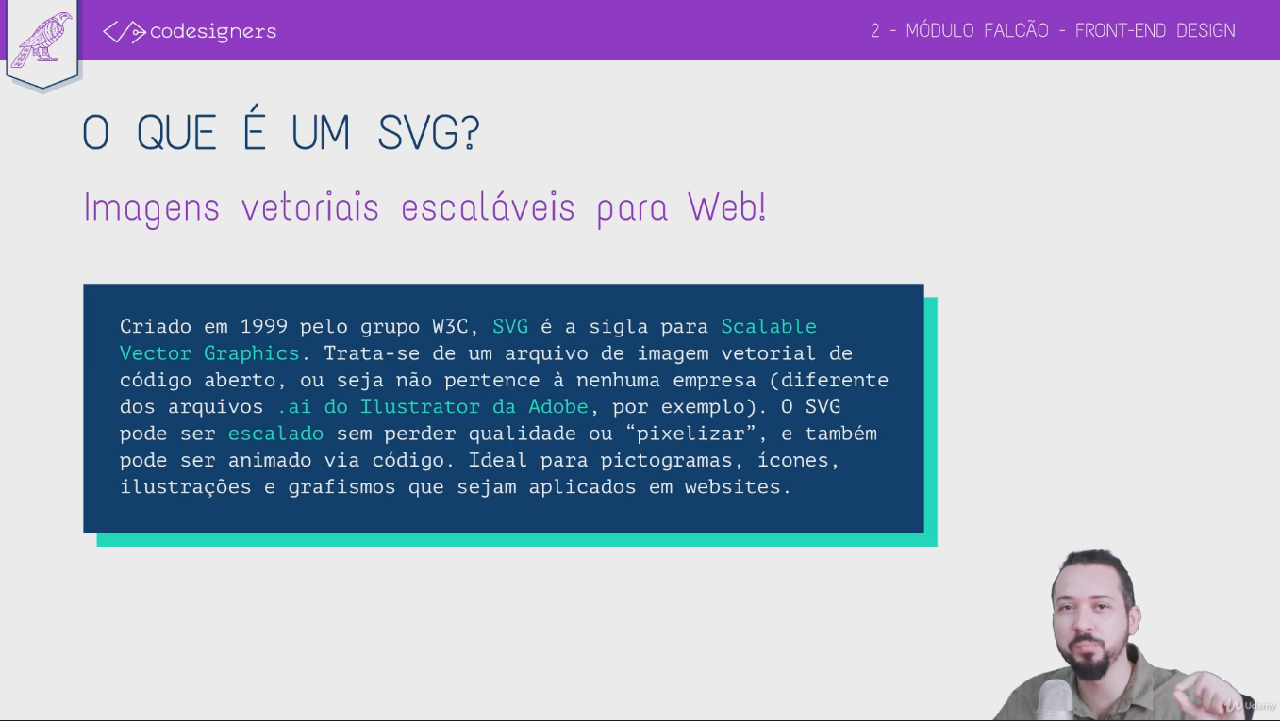 codesigners
2 - MÓDULO FALCÃO - FRONT-END DESIGN
O QUE É UM SVG?
Imagens vetoriais escaláveis para Web!
Criado em 1999 pelo grupo W3C, SVG é a sigla para Scalable
Vector Graphics. Trata-se de um arquivo de imagem vetorial de
código aberto, ou seja não pertence à nenhuma empresa (diferente
dos arquivos .ai do Ilustrator da Adobe, por exemplo). O SVG
pode ser escalado sem perder qualidade ou “pixelizar”, e também
pode ser animado via código. Ideal para pictogramas, ícones,
ilustrações e grafismos que sejam aplicados em websites.
Udemy